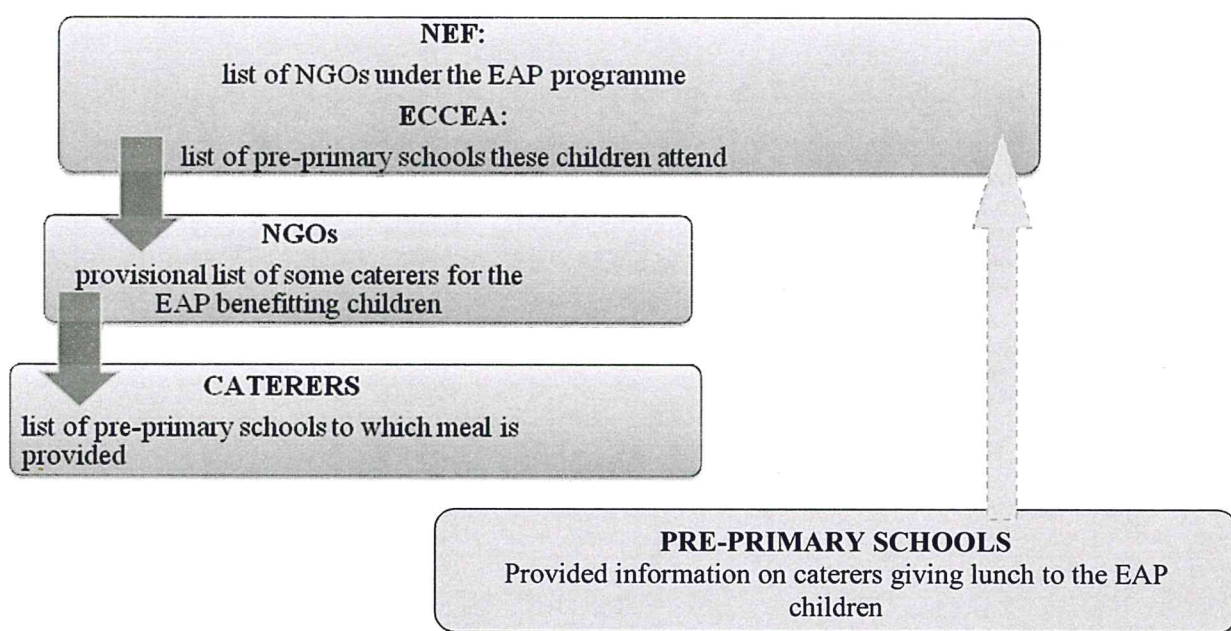 NEF:
list of NGOs under the EAP programme
ECCEA:
list of pre-primary schools these children attend
NGOs
provisional list of some caterers for the
EAP benefitting children
CATERERS
list of pre-primary schools to which meal is
provided
PRE-PRIMARY SCHOOLS
Provided information on caterers giving lunch to the EAP
children